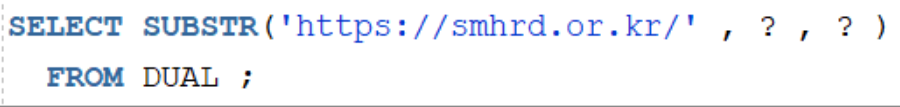 SELECT SUBSTR('https://smhrd.or.kr/' , ? , ? )
FROM DUAL ;